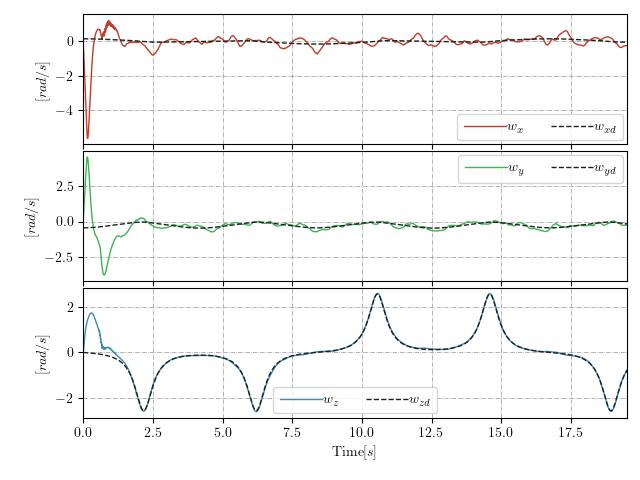 0
−2
−4
[rad/s]
w_x w_xd
2.5
0.0
−2.5
[rad/s]
w_y w_yd
2
0
−2
[rad/s]
w_z w_zd
0.0 2.5 5.0 7.5 10.0 12.5 15.0 17.5
Time[s]